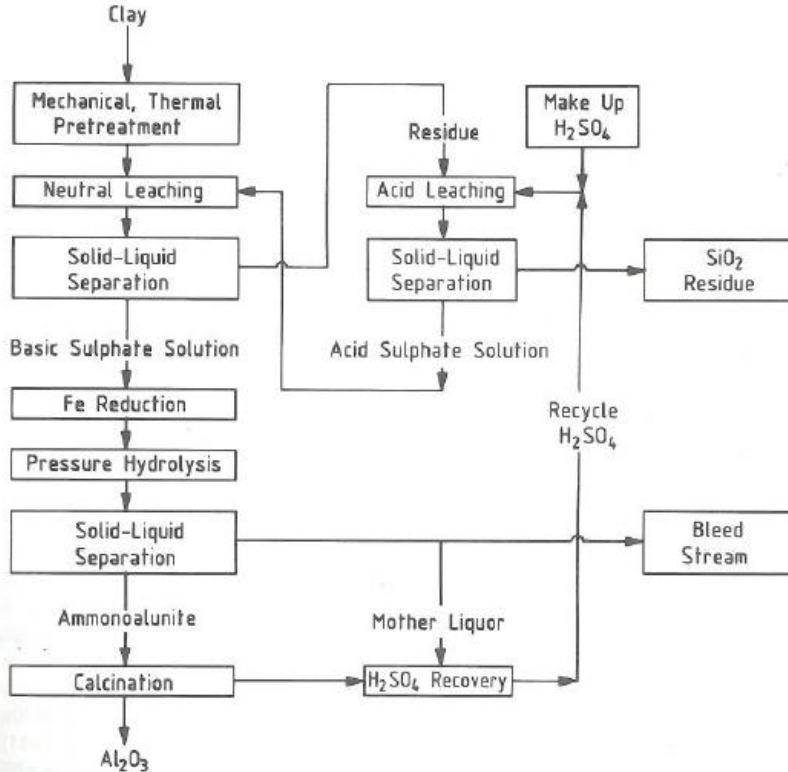 Clay
Mechanical, Thermal
Pretreatment
Neutral Leaching
Solid-Liquid
Separation
Basic Sulphate Solution
Fe Reduction
Pressure Hydrolysis
Solid-Liquid
Separation
Ammonoalunite
Calcination
Al₂O₃
Residue
Acid Leaching
Solid-Liquid
Separation
Acid Sulphate Solution
Mother Liquor
H₂SO₄ Recovery
Make Up
H₂SO₄
Recycle
H₂SO₄
SiO₂
Residue
Bleed
Stream